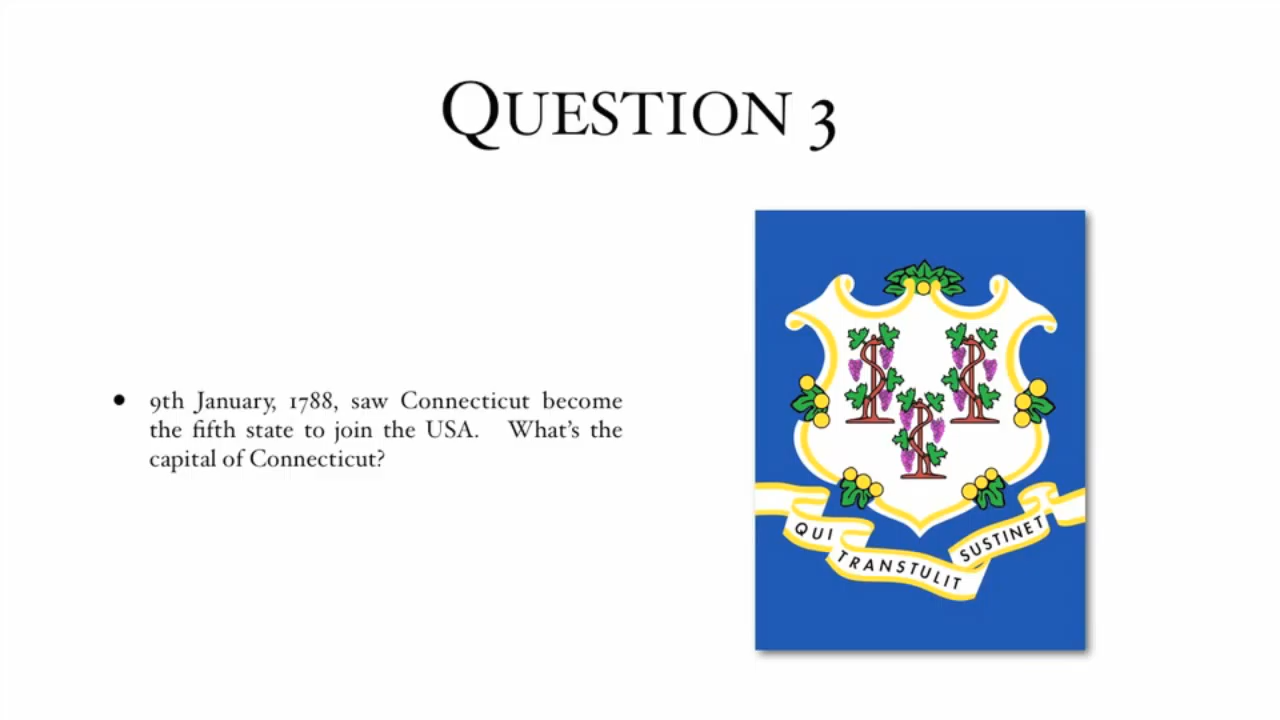 QUESTION 3
• 9th January, 1788, saw Connecticut become
the fifth state to join the USA. What's the
capital of Connecticut?
QUI
TRANSTULIT
SUSTINET